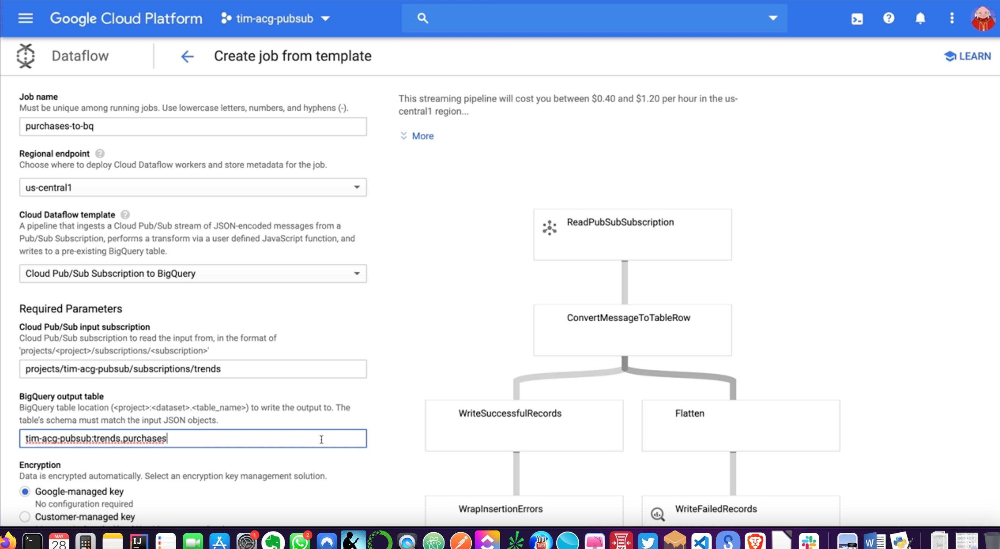 Google Cloud Platform tim-acg-pubsub
Dataflow Create job from template LEARN
Job name
Must be unique among running jobs. Use lowercase letters, numbers, and hyphens (-).
purchases-to-bq
Regional endpoint ?
Choose where to deploy Cloud Dataflow workers and store metadata for the job.
us-central1
Cloud Dataflow template ?
A pipeline that ingests a Cloud Pub/Sub stream of JSON-encoded messages from a
Pub/Sub Subscription, performs a transform via a user defined JavaScript function, and
writes to a pre-existing BigQuery table.
Cloud Pub/Sub Subscription to BigQuery
Required Parameters
Cloud Pub/Sub input subscription
Cloud Pub/Sub subscription to read the input from, in the format of
'projects/<project>/subscriptions/<subscription>'
projects/tim-acg-pubsub/subscriptions/trends
BigQuery output table
BigQuery table location (<project>:<dataset>.<table_name>) to write the output to. The
table's schema must match the input JSON objects.
tim-acg-pubsub:trends.purchases
Encryption
Data is encrypted automatically. Select an encryption key management solution.
Google-managed key
No configuration required
Customer-managed key
This streaming pipeline will cost you between $0.40 and $1.20 per hour in the us-
central1 region...
More
ReadPubSubSubscription
ConvertMessageToTableRow
WriteSuccessfulRecords
Flatten
WrapInsertionErrors
WriteFailedRecords
MAY
28
IJ
1
2
You
Tube
W